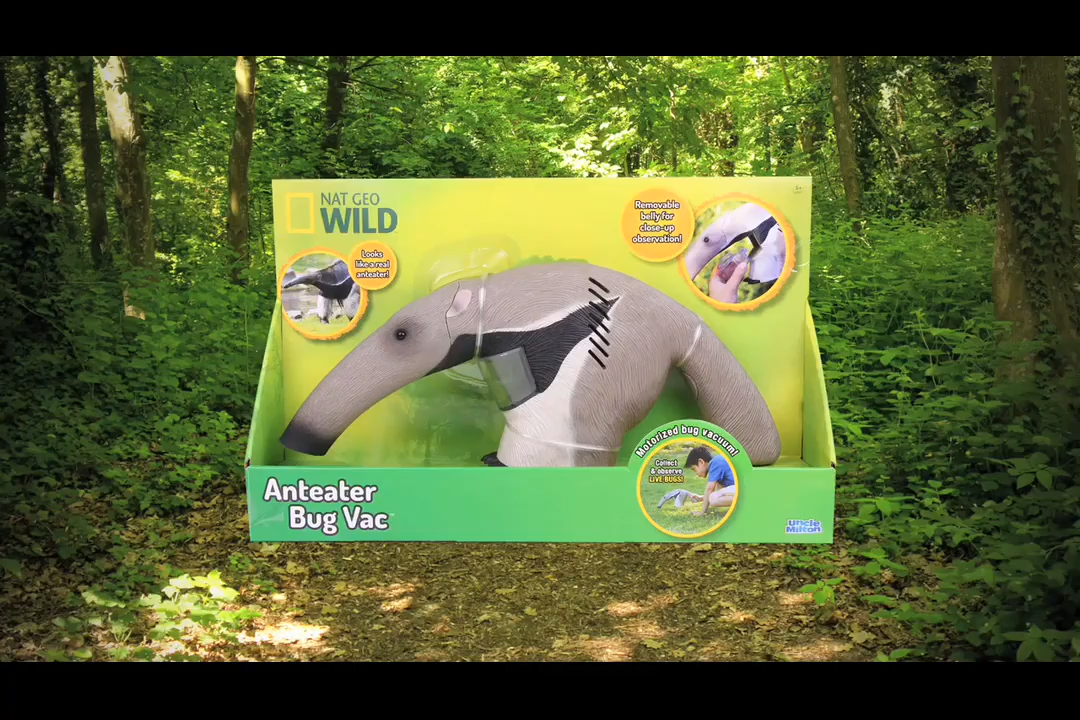 NAT GEO
WILD
Looks
like a real
anteater!
Removable
belly for
close-up
observation!
Motorized bug vacuum!
Collect
& observe
LIVE BUGS!
Anteater
Bug Vac
Uncle
Milton